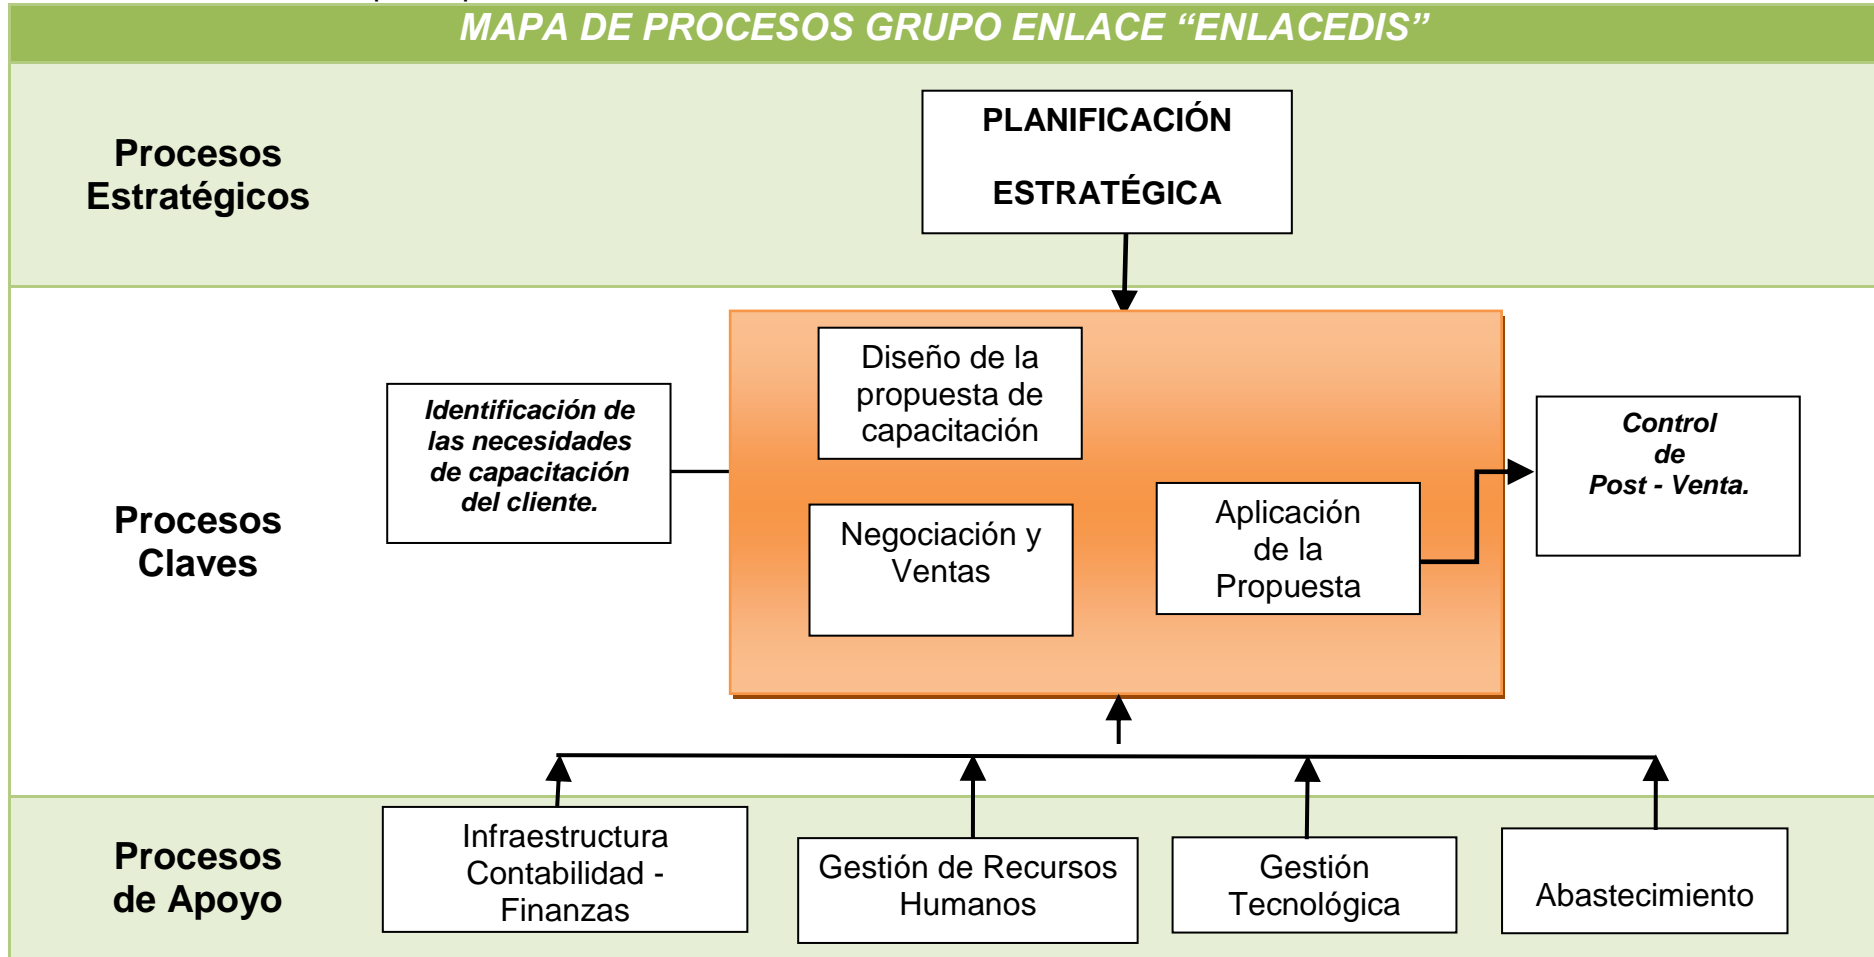 MAPA DE PROCESOS GRUPO ENLACE “ENLACEDIS”
Procesos
Estratégicos
PLANIFICACIÓN
ESTRATÉGICA
Procesos
Claves
Identificación de
las necesidades
de capacitación
del cliente.
Diseño de la
propuesta de
capacitación
Negociación y
Ventas
Aplicación
de la
Propuesta
Control
de
Post - Venta.
Procesos
de Apoyo
Infraestructura
Contabilidad -
Finanzas
Gestión de Recursos
Humanos
Gestión
Tecnológica
Abastecimiento